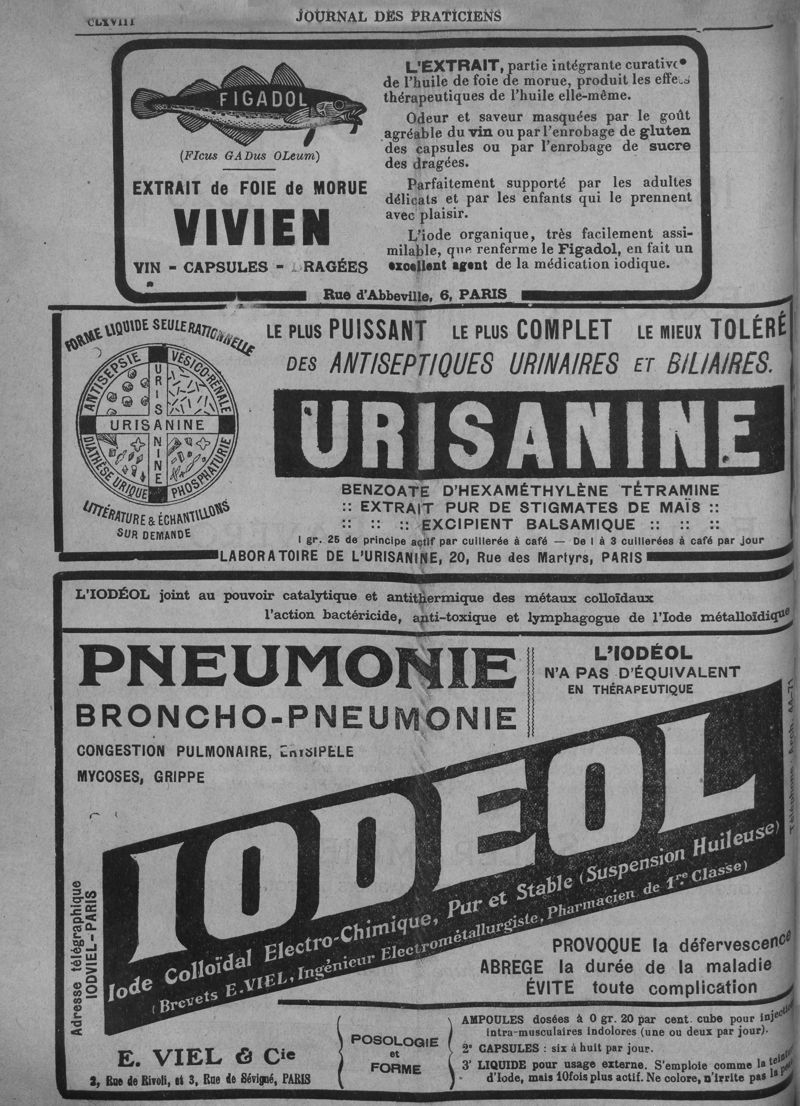 CLXVIII
JOURNAL DES PRATICIENS
FIGADOL
(FIcus GADus OLeum)
EXTRAIT de FOIE de MORUE
VIVIEN
VIN - CAPSULES - DRAGÉES
L'EXTRAIT, partie intégrante curative
de l'huile de foie de morue, produit les effets
thérapeutiques de l'huile elle-même.
Odeur et saveur masquées par le goût
agréable du vin ou par l'enrobage de gluten
des capsules ou par l'enrobage de sucre
des dragées.
Parfaitement supporté par les adultes
délicats et par les enfants qui le prennent
avec plaisir.
L'iode organique, très facilement assi-
milable, que renferme le Figadol, en fait un
excellent agent de la médication iodique.
Rue d'Abbeville, 6, PARIS
FORME LIQUIDE SEULE RATIONNELLE
ANTISEPSIE
VÉSICO-RÉNALE
URISANINE
URISANINE
DIATHÈSE URIQUE
PHOSPHATURIE
LITTÉRATURE & ÉCHANTILLONS
SUR DEMANDE
LE PLUS PUISSANT LE PLUS COMPLET LE MIEUX TOLÉRÉ
DES ANTISEPTIQUES URINAIRES ET BILIAIRES.
URISANINE
BENZOATE D'HEXAMÉTHYLÈNE TÉTRAMINE
:: EXTRAIT PUR DE STIGMATES DE MAÏS ::
:: :: :: EXCIPIENT BALSAMIQUE :: :: ::
1 gr. 25 de principe actif par cuillerée à café — De 1 à 3 cuillerées à café par jour
LABORATOIRE DE L'URISANINE, 20, Rue des Martyrs, PARIS
L'IODÉOL joint au pouvoir catalytique et antithermique des métaux colloïdaux
l'action bactéricide, anti-toxique et lymphagogue de l'Iode métalloïdique
PNEUMONIE
BRONCHO-PNEUMONIE
CONGESTION PULMONAIRE, ERYSIPELE
MYCOSES, GRIPPE
L'IODÉOL
N'A PAS D'ÉQUIVALENT
EN THÉRAPEUTIQUE
IODEOL
Iode Colloïdal Electro-Chimique, Pur et Stable (Suspension Huileuse)
(Brevets E. VIEL, Ingénieur Electrométallurgiste, Pharmacien de 1re Classe)
Adresse télégraphique
IODVIEL-PARIS
PROVOQUE la défervescence
ABREGE la durée de la maladie
ÉVITE toute complication
E. VIEL & Cie
2, Rue de Rivoli, et 3, Rue de Sévigné, PARIS
POSOLOGIE
et
FORME
AMPOULES dosées à 0 gr. 20 par cent. cube pour injection
intra-musculaires indolores (une ou deux par jour).
2° CAPSULES : six à huit par jour.
3° LIQUIDE pour usage externe. S'emploie comme la teinture
d'Iode, mais 10 fois plus actif. Ne colore, n'irrite pas la